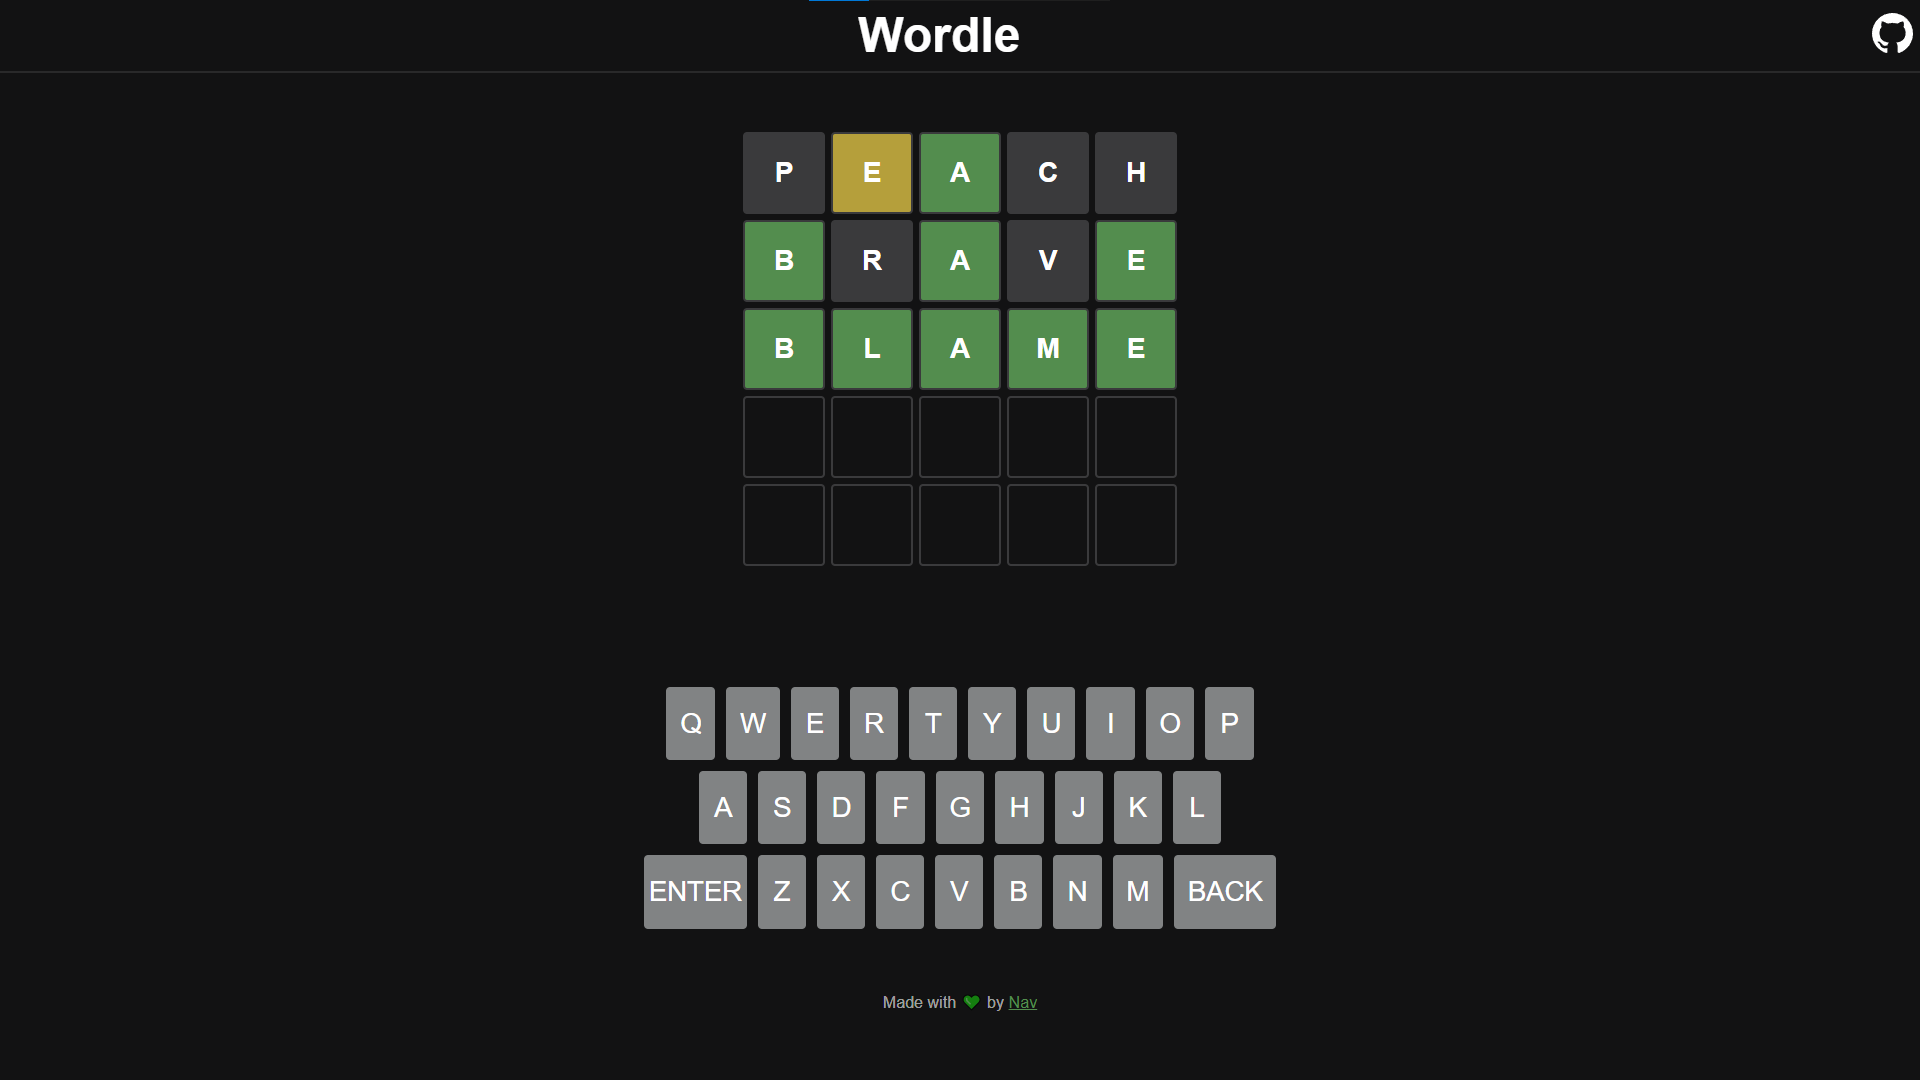 Wordle
P E A C H
B R A V E
B L A M E
Q W E R T Y U I O P
A S D F G H J K L
ENTER Z X C V B N M BACK
Made with 💚 by Nav